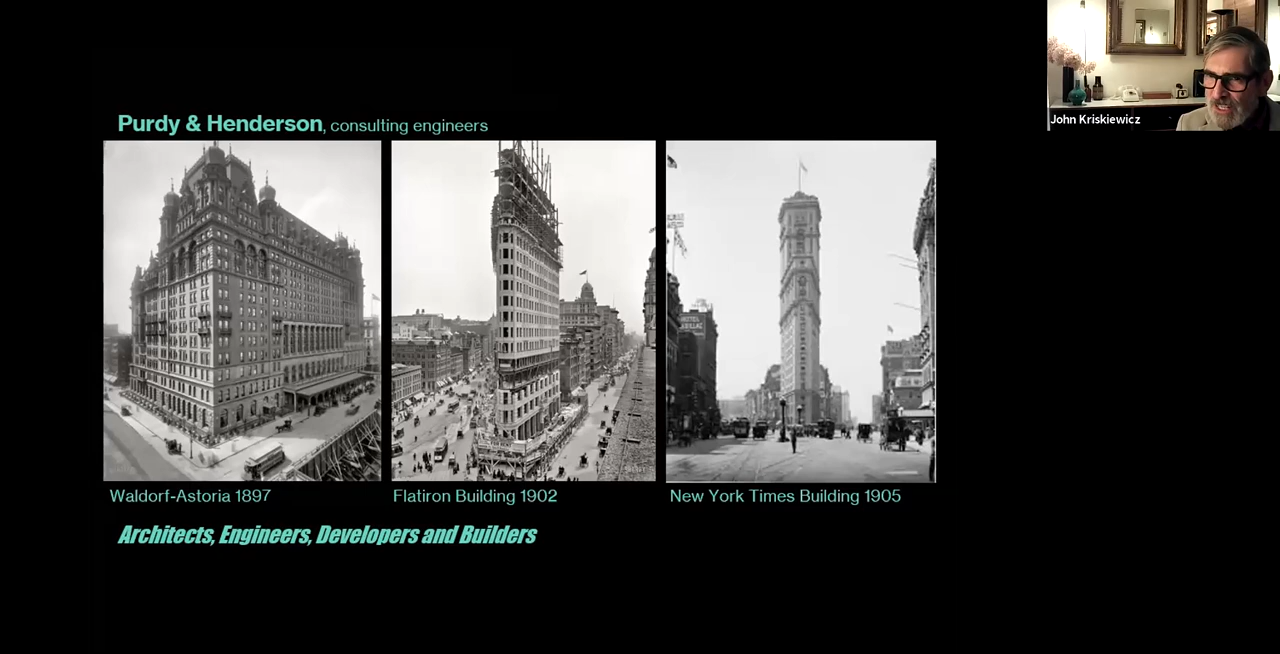 Purdy & Henderson, consulting engineers
John Kriskiewicz
HOTEL
Waldorf-Astoria 1897
Flatiron Building 1902
New York Times Building 1905
Architects, Engineers, Developers and Builders